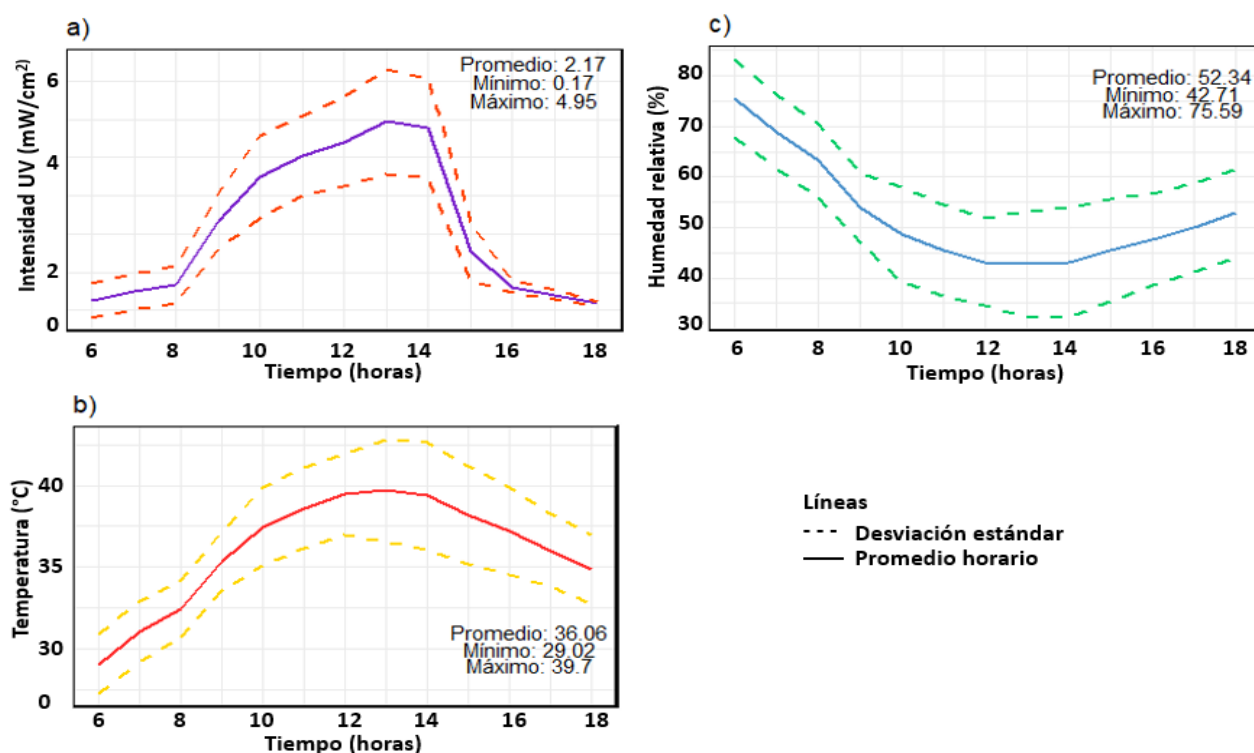 a)
Intensidad UV (mW/cm²)
6
4
2
0
Promedio: 2.17
Mínimo: 0.17
Máximo: 4.95
6 8 10 12 14 16 18
Tiempo (horas)
c)
Humedad relativa (%)
80
70
60
50
40
30
Promedio: 52.34
Mínimo: 42.71
Máximo: 75.59
6 8 10 12 14 16 18
Tiempo (horas)
b)
Temperatura (°C)
40
35
30
0
Promedio: 36.06
Mínimo: 29.02
Máximo: 39.7
6 8 10 12 14 16 18
Tiempo (horas)
Líneas
Desviación estándar
Promedio horario